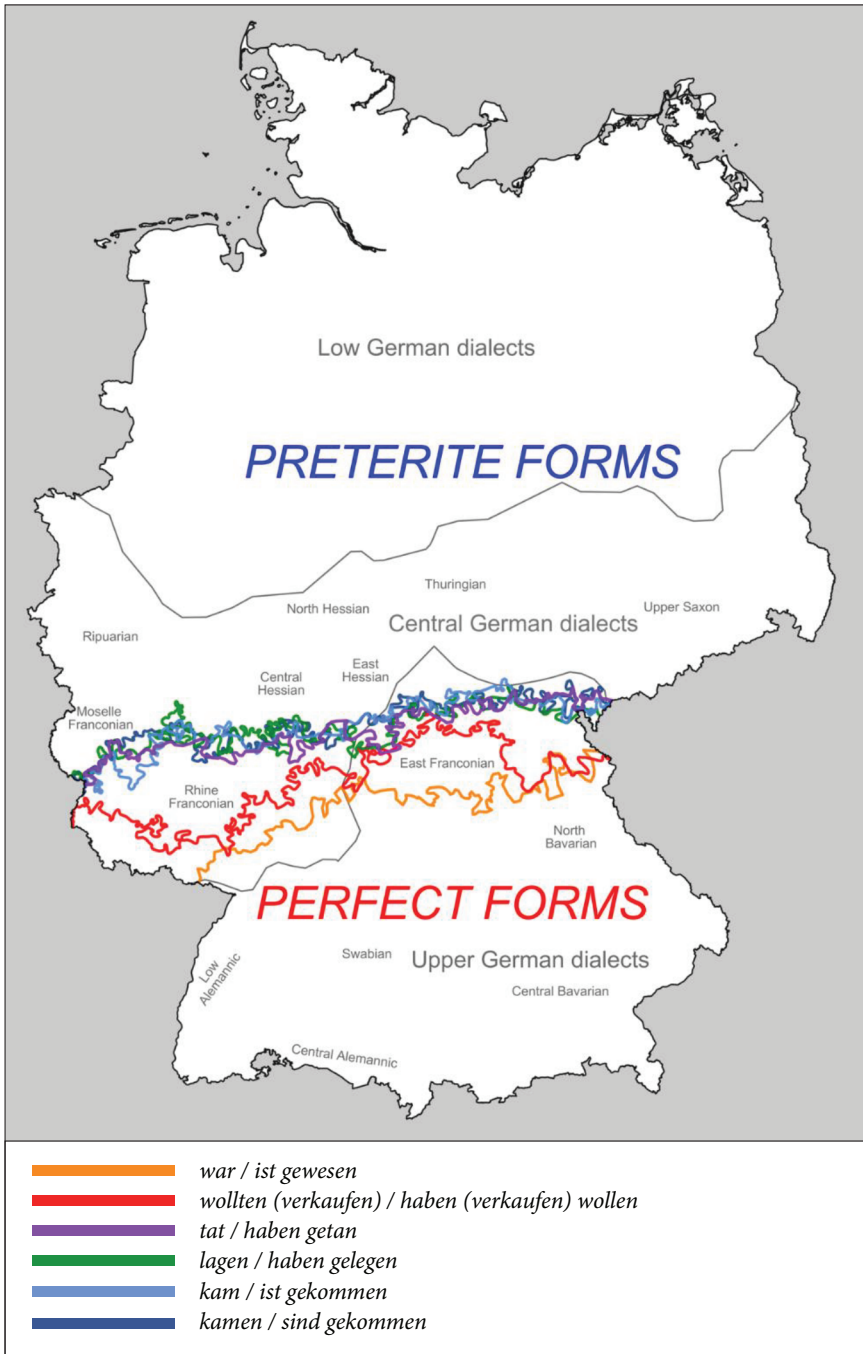 Low German dialects
PRETERITE FORMS
Thuringian
North Hessian
Upper Saxon
Central German dialects
Ripuarian
East
Hessian
Central
Hessian
Moselle
Franconian
East Franconian
Rhine
Franconian
North
Bavarian
PERFECT FORMS
Swabian
Upper German dialects
Low
Alemannic
Central Bavarian
Central Alemannic
war / ist gewesen
wollten (verkaufen) / haben (verkaufen) wollen
tat / haben getan
lagen / haben gelegen
kam / ist gekommen
kamen / sind gekommen